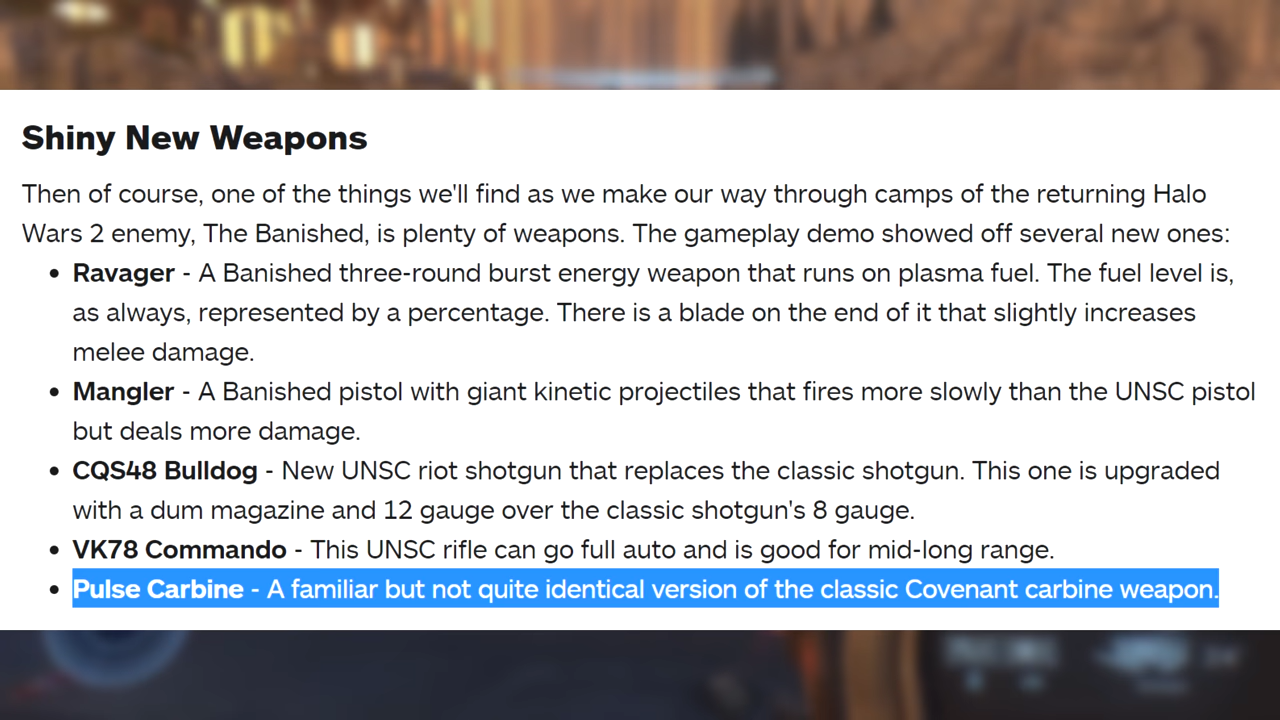 Shiny New Weapons
Then of course, one of the things we'll find as we make our way through camps of the returning Halo
Wars 2 enemy, The Banished, is plenty of weapons. The gameplay demo showed off several new ones:
• Ravager - A Banished three-round burst energy weapon that runs on plasma fuel. The fuel level is,
as always, represented by a percentage. There is a blade on the end of it that slightly increases
melee damage.
• Mangler - A Banished pistol with giant kinetic projectiles that fires more slowly than the UNSC pistol
but deals more damage.
• CQS48 Bulldog - New UNSC riot shotgun that replaces the classic shotgun. This one is upgraded
with a dum magazine and 12 gauge over the classic shotgun's 8 gauge.
• VK78 Commando - This UNSC rifle can go full auto and is good for mid-long range.
• Pulse Carbine - A familiar but not quite identical version of the classic Covenant carbine weapon.